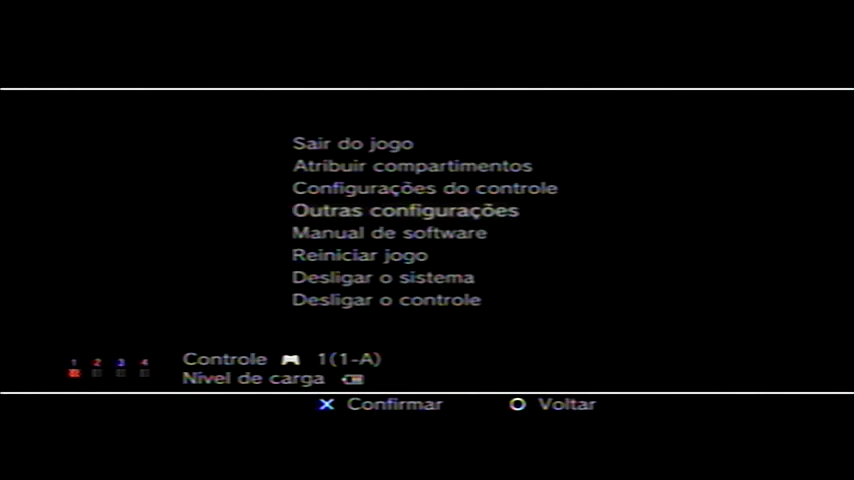 Sair do jogo
Atribuir compartimentos
Configurações do controle
Outras configurações
Manual de software
Reiniciar jogo
Desligar o sistema
Desligar o controle
1 2 3 4
Controle 1(1-A)
Nível de carga
Confirmar Voltar